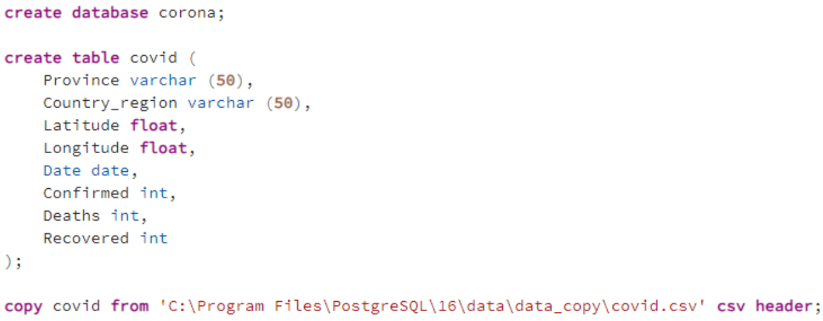 create database corona;
create table covid (
    Province varchar (50),
    Country_region varchar (50),
    Latitude float,
    Longitude float,
    Date date,
    Confirmed int,
    Deaths int,
    Recovered int
);
copy covid from 'C:\Program Files\PostgreSQL\16\data\data_copy\covid.csv' csv header;